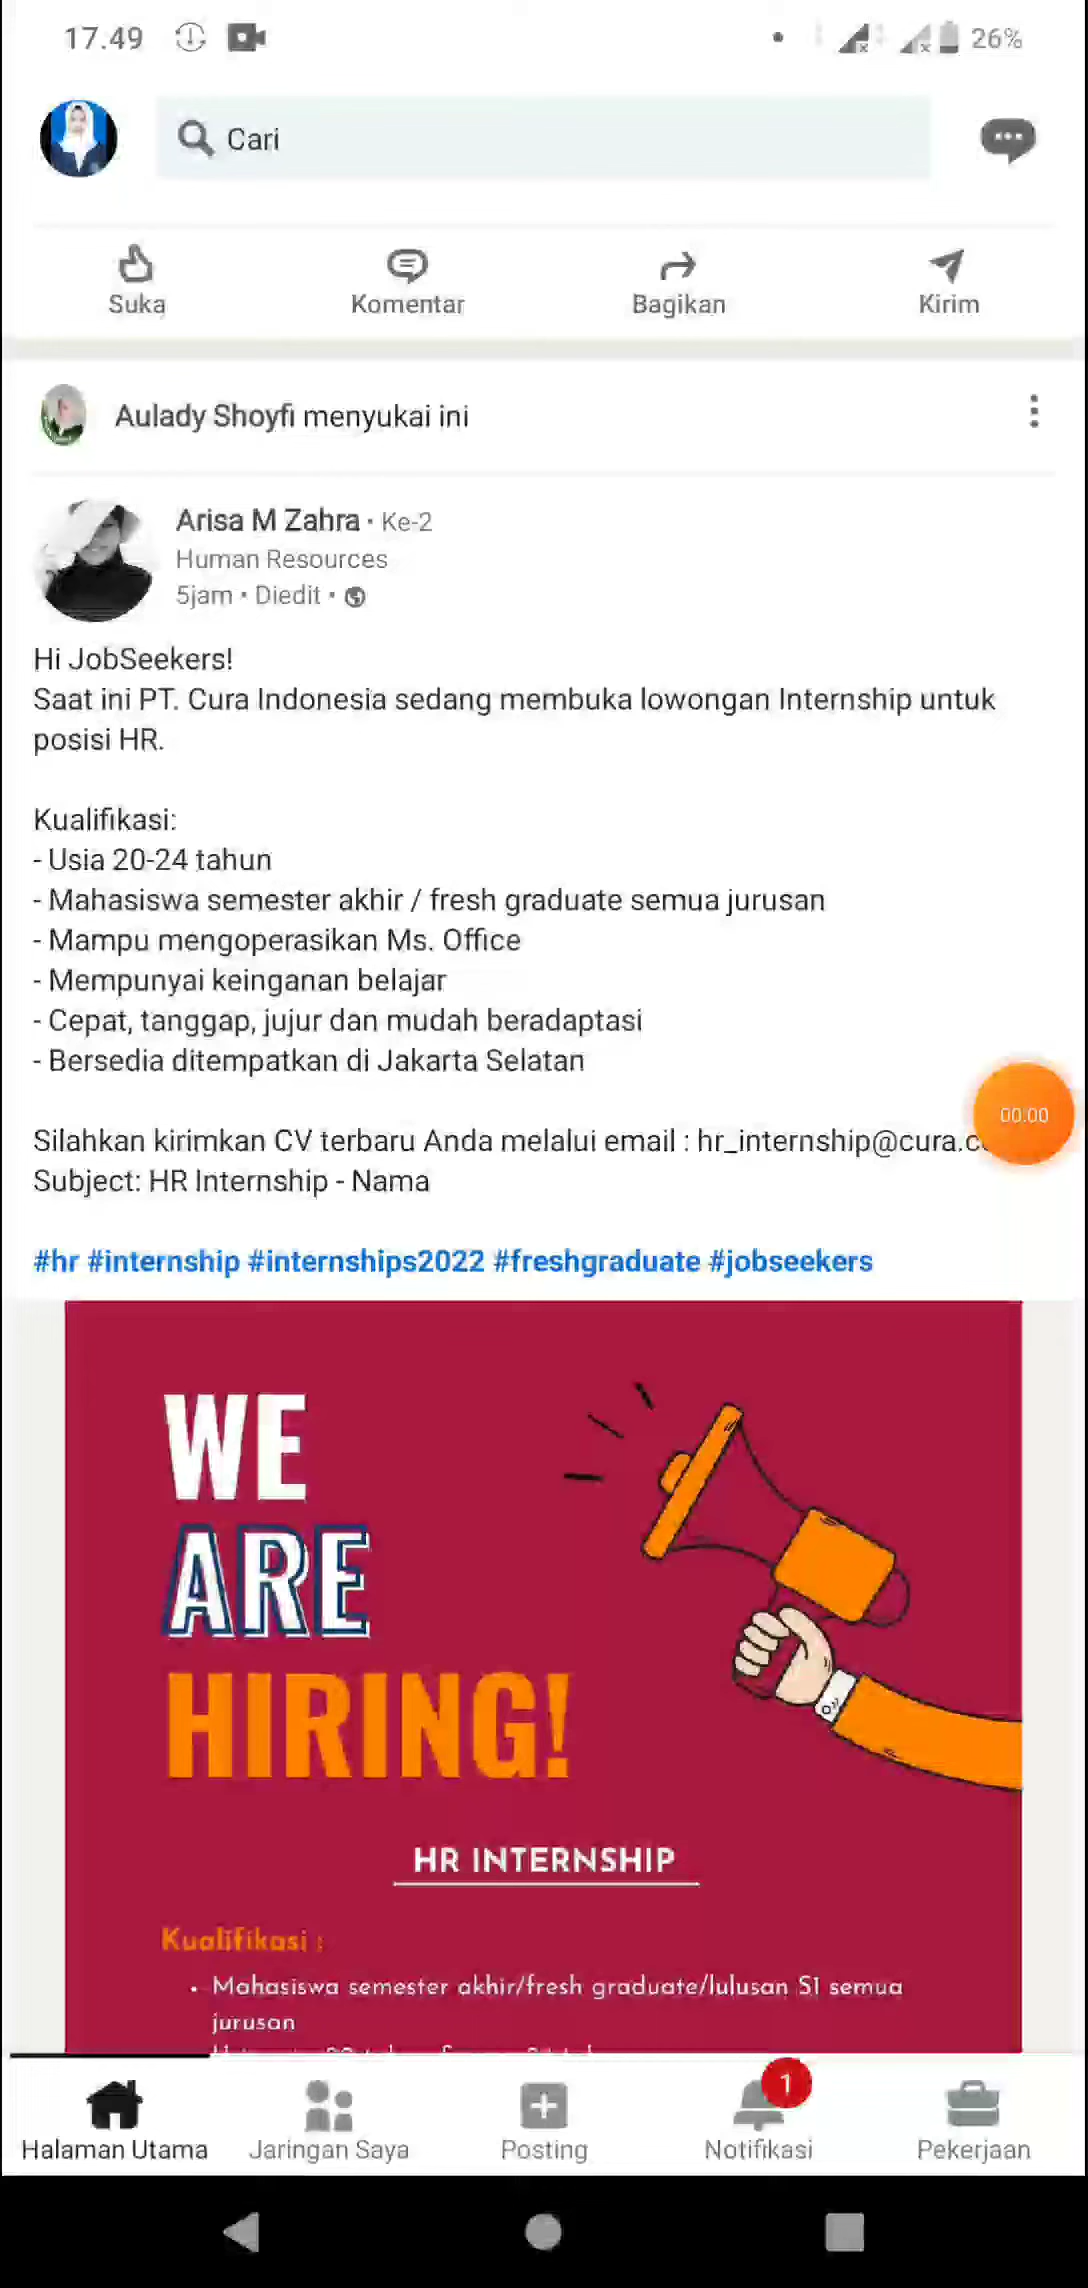 17.49
26%
Cari
Suka
Komentar
Bagikan
Kirim
Aulady Shoyfi menyukai ini
Arisa M Zahra • Ke-2
Human Resources
5jam • Diedit •
Hi JobSeekers!
Saat ini PT. Cura Indonesia sedang membuka lowongan Internship untuk
posisi HR.
Kualifikasi:
- Usia 20-24 tahun
- Mahasiswa semester akhir / fresh graduate semua jurusan
- Mampu mengoperasikan Ms. Office
- Mempunyai keinganan belajar
- Cepat, tanggap, jujur dan mudah beradaptasi
- Bersedia ditempatkan di Jakarta Selatan
00:00
Silahkan kirimkan CV terbaru Anda melalui email : hr_internship@cura.c
Subject: HR Internship - Nama
#hr #internship #internships2022 #freshgraduate #jobseekers
WE
ARE
HIRING!
HR INTERNSHIP
Kualifikasi :
• Mahasiswa semester akhir/fresh graduate/lulusan S1 semua
jurusan
1
Halaman Utama
Jaringan Saya
Posting
Notifikasi
Pekerjaan